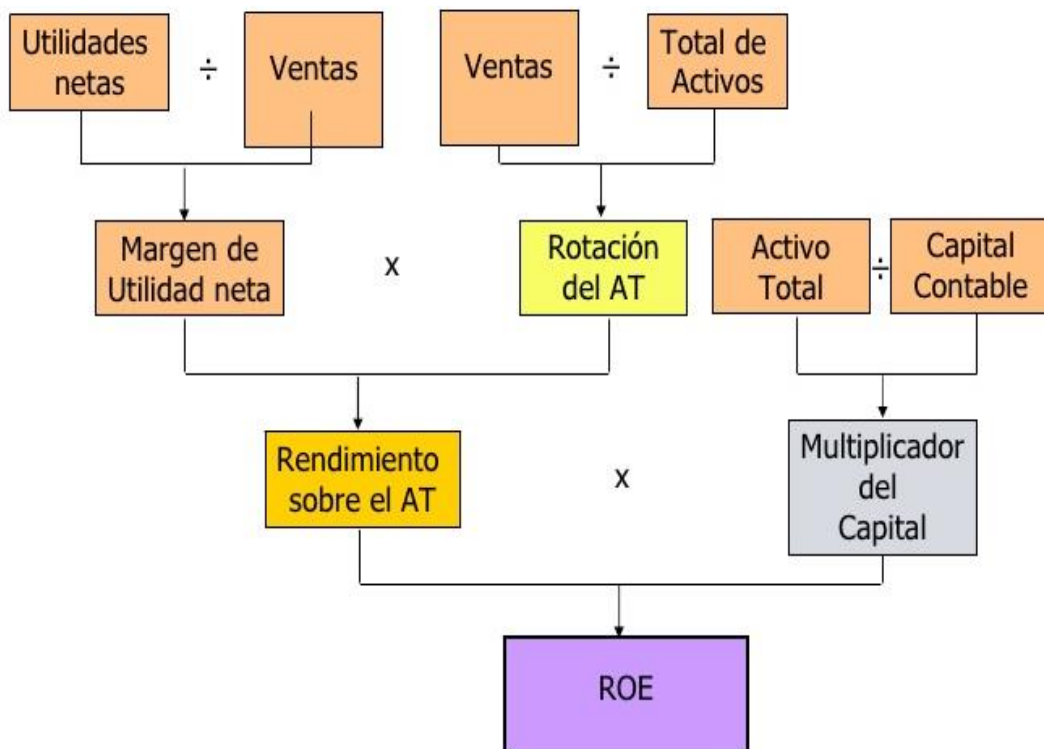 Utilidades
netas
÷
Ventas
Ventas
÷
Total de
Activos
Margen de
Utilidad neta
x
Rotación
del AT
Activo
Total
÷
Capital
Contable
Rendimiento
sobre el AT
x
Multiplicador
del
Capital
ROE